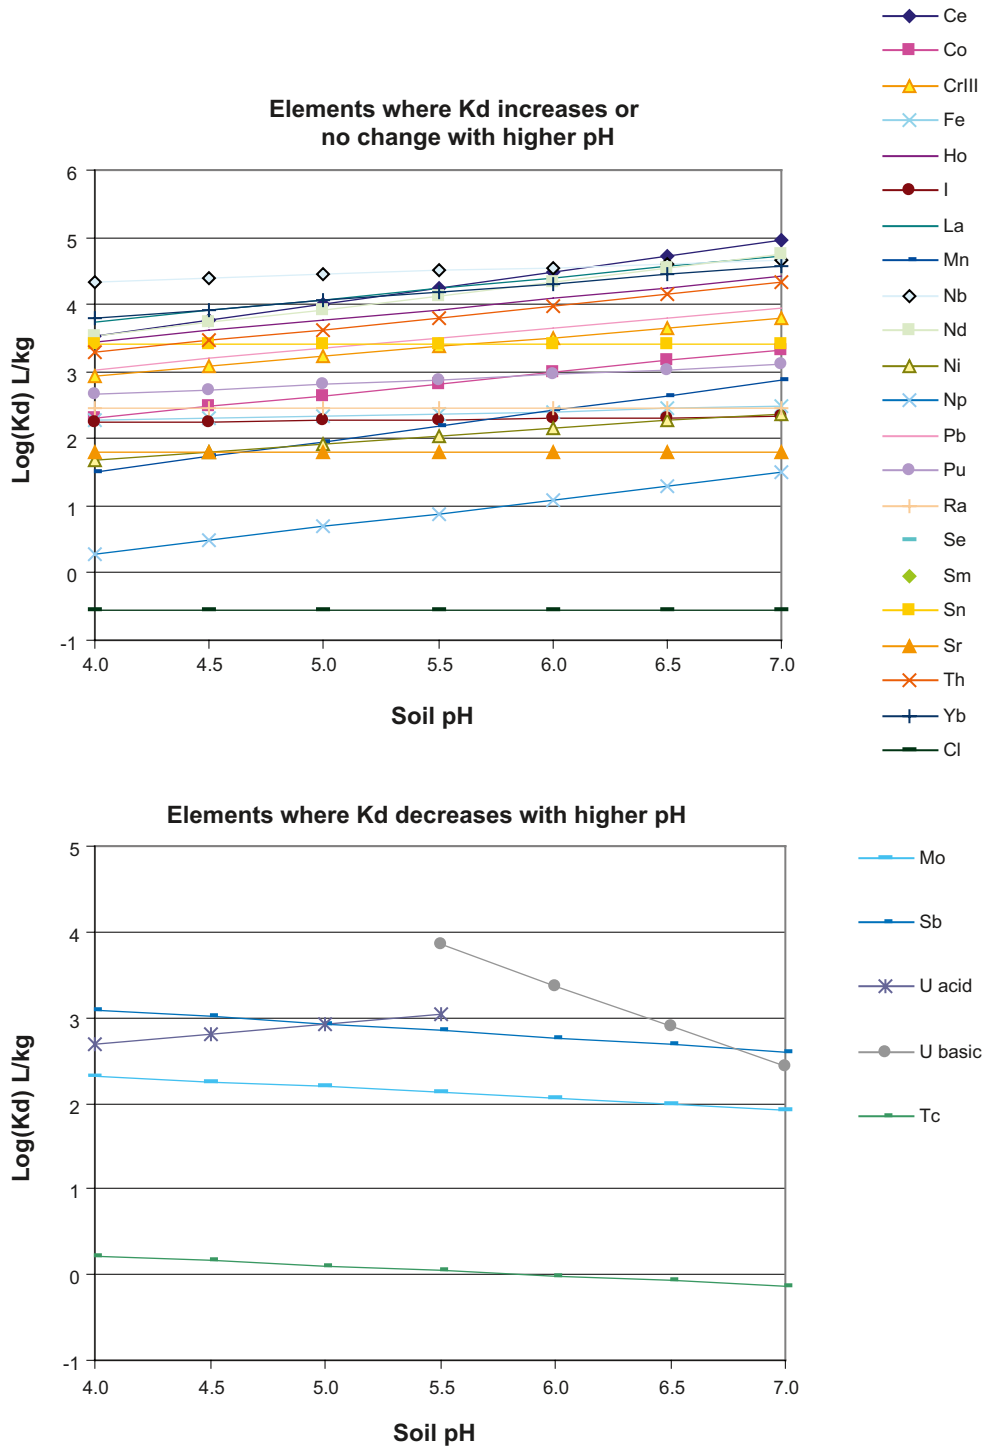 Elements where Kd increases or
no change with higher pH
Log(Kd) L/kg
6
5
4
3
2
1
0
-1
4.0 4.5 5.0 5.5 6.0 6.5 7.0
Soil pH
Ce
Co
CrIII
Fe
Ho
I
La
Mn
Nb
Nd
Ni
Np
Pb
Pu
Ra
Se
Sm
Sn
Sr
Th
Yb
Cl
Elements where Kd decreases with higher pH
Log(Kd) L/kg
5
4
3
2
1
0
-1
4.0 4.5 5.0 5.5 6.0 6.5 7.0
Soil pH
Mo
Sb
U acid
U basic
Tc